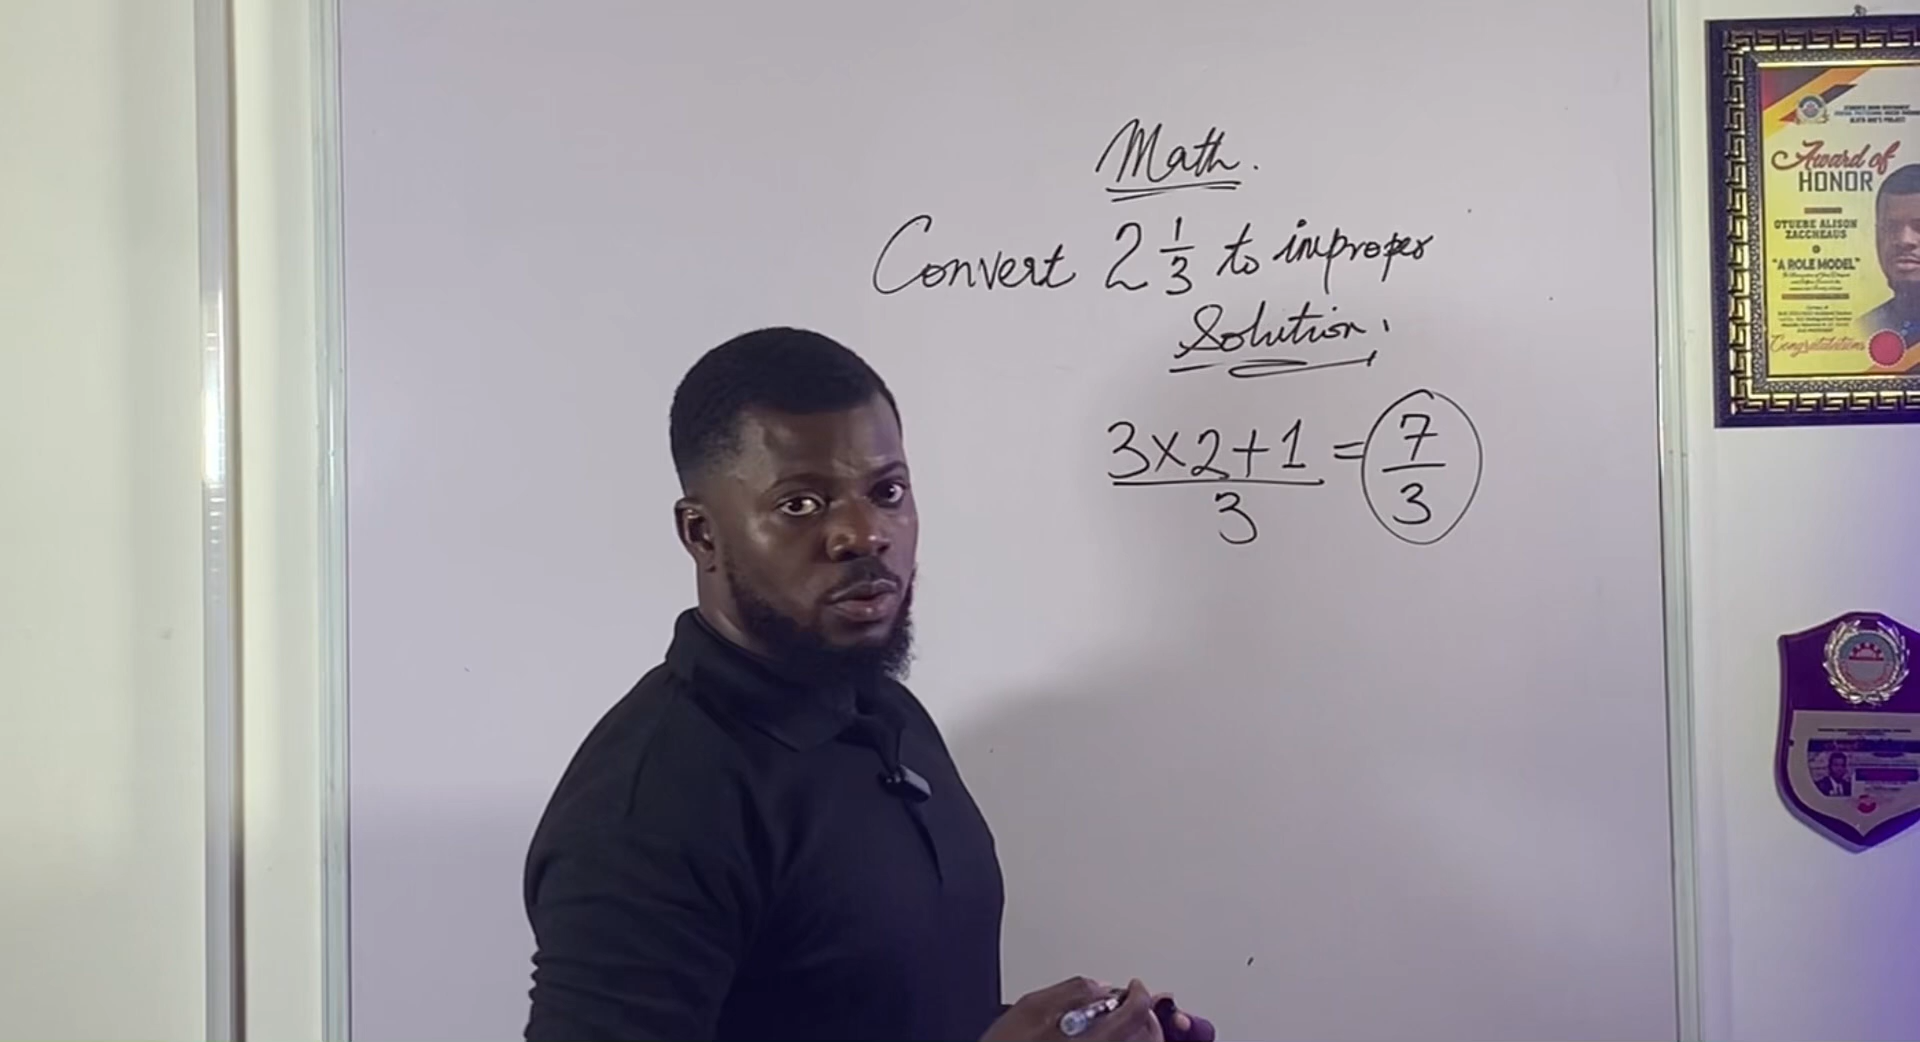 Math.
Convert 2 1/3 to improper
Solution.
3×2+1/3 = 7/3
Award of
HONOR
OTUEBE ALISON
ZACCHEAUS
"A ROLE MODEL"
Congratulations